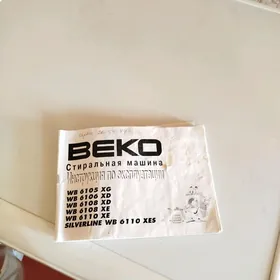 BEKO
Стиральная машина
Инструкция по эксплуатации
WB 6105 XG
WB 6106 XD
WB 6108 XD
WB 6108 XE
WB 6110 XE
SILVERLINE WB 6110 XES